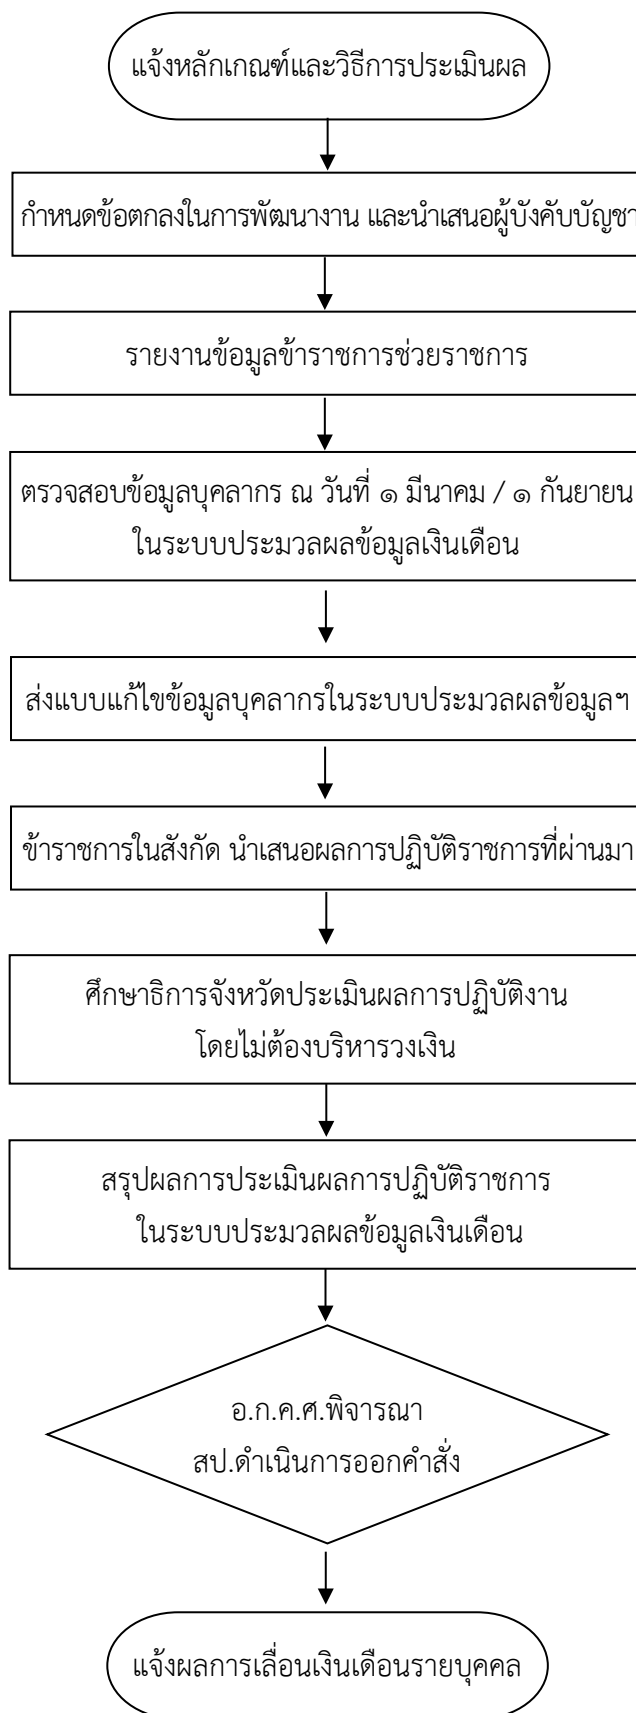 แจ้งหลักเกณฑ์และวิธีการประเมินผล
กำหนดข้อตกลงในการพัฒนางาน และนำเสนอผู้บังคับบัญชา
รายงานข้อมูลข้าราชการช่วยราชการ
ตรวจสอบข้อมูลบุคลากร ณ วันที่ ๑ มีนาคม / ๑ กันยายน
ในระบบประมวลผลข้อมูลเงินเดือน
ส่งแบบแก้ไขข้อมูลบุคลากรในระบบประมวลผลข้อมูลฯ
ข้าราชการในสังกัด นำเสนอผลการปฏิบัติราชการที่ผ่านมา
ศึกษาธิการจังหวัดประเมินผลการปฏิบัติงาน
โดยไม่ต้องบริหารวงเงิน
สรุปผลการประเมินผลการปฏิบัติราชการ
ในระบบประมวลผลข้อมูลเงินเดือน
อ.ก.ค.ศ.พิจารณา
สป.ดำเนินการออกคำสั่ง
แจ้งผลการเลื่อนเงินเดือนรายบุคคล